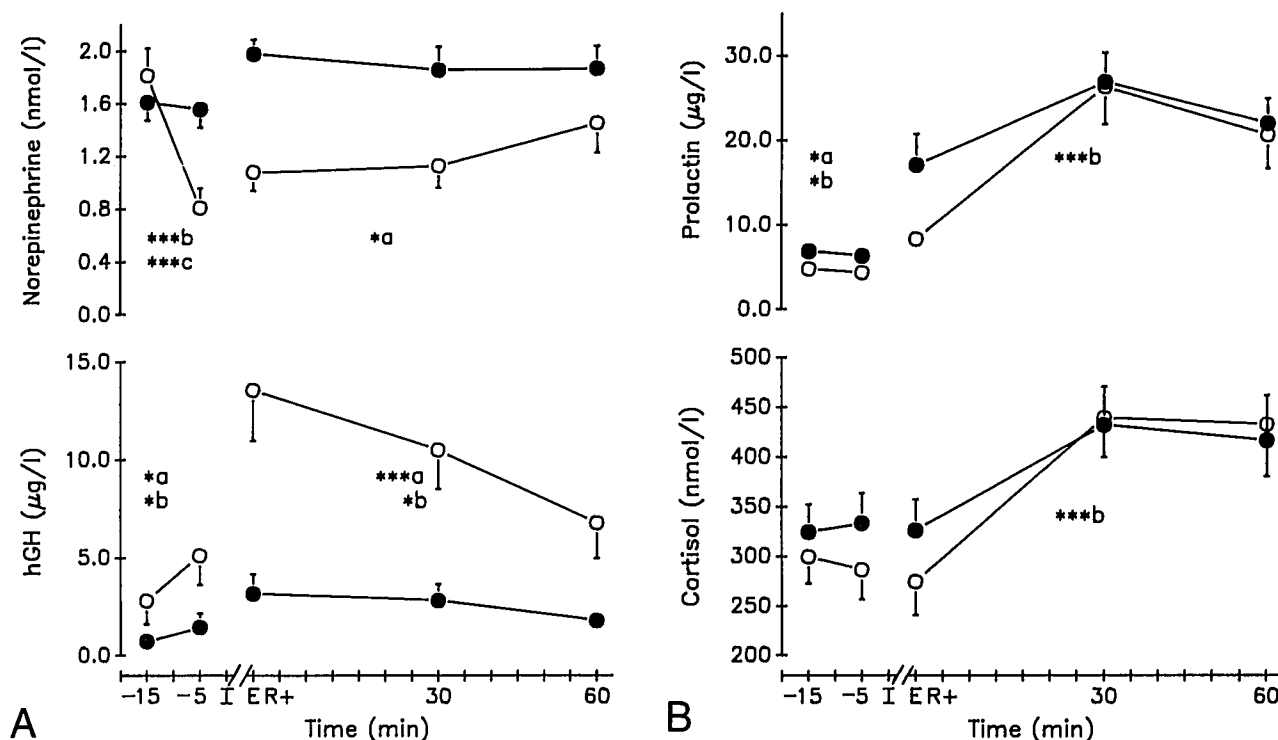 Norepinephrine (nmol/l)
2.0
1.6
1.2
0.8
0.4
0.0
***b
***c
*a
hGH (µg/l)
15.0
10.0
5.0
0.0
*a
*b
***a
*b
-15 -5 I ER+ 30 60
Time (min)
A
Prolactin (µg/l)
30.0
20.0
10.0
0.0
*a
*b
***b
Cortisol (nmol/l)
500
450
400
350
300
250
200
***b
-15 -5 I ER+ 30 60
Time (min)
B